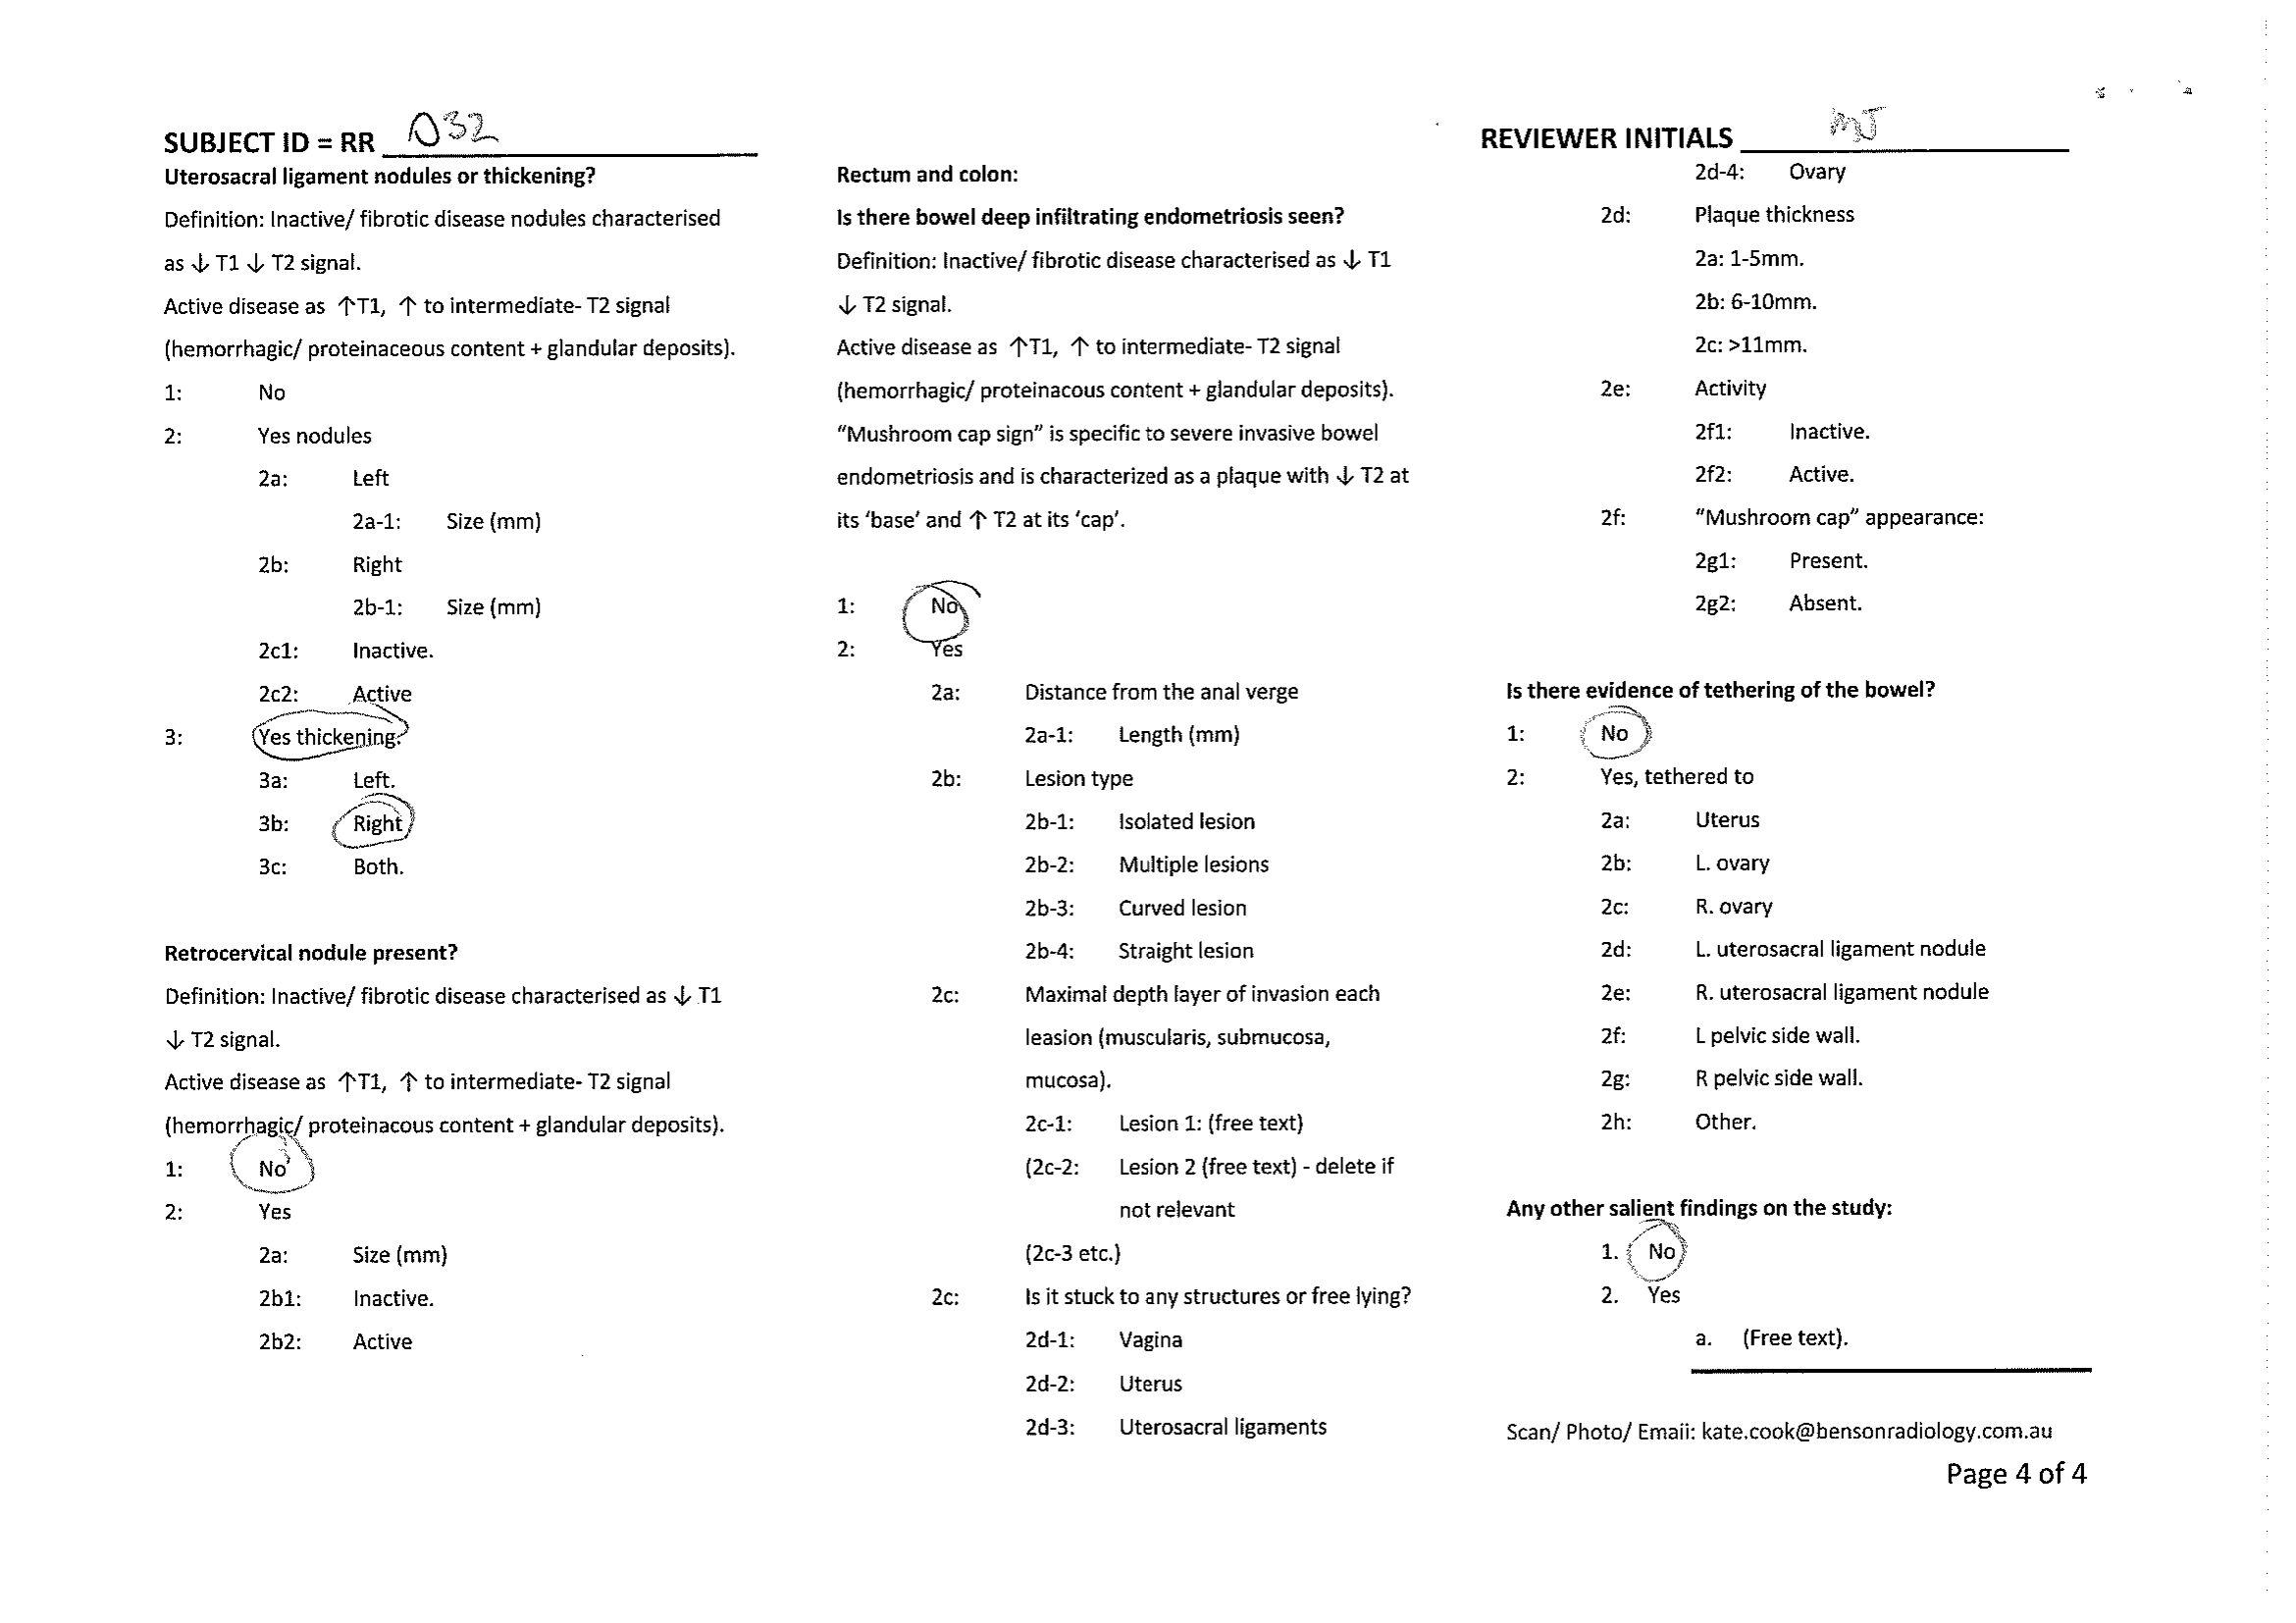 SUBJECT ID = RR 032
Uterosacral ligament nodules or thickening?
Definition: Inactive/ fibrotic disease nodules characterised
as ↓ T1 ↓ T2 signal.
Active disease as ↑T1, ↑ to intermediate- T2 signal
(hemorrhagic/ proteinaceous content + glandular deposits).
1: No
2: Yes nodules
2a: Left
2a-1: Size (mm)
2b: Right
2b-1: Size (mm)
2c1: Inactive.
2c2: Active
3: Yes thickening.
3a: Left.
3b: Right
3c: Both.
Retrocervical nodule present?
Definition: Inactive/ fibrotic disease characterised as ↓ T1
↓ T2 signal.
Active disease as ↑T1, ↑ to intermediate- T2 signal
(hemorrhagic/ proteinacous content + glandular deposits).
1: No
2: Yes
2a: Size (mm)
2b1: Inactive.
2b2: Active
Rectum and colon:
Is there bowel deep infiltrating endometriosis seen?
Definition: Inactive/ fibrotic disease characterised as ↓ T1
↓ T2 signal.
Active disease as ↑T1, ↑ to intermediate- T2 signal
(hemorrhagic/ proteinacous content + glandular deposits).
“Mushroom cap sign” is specific to severe invasive bowel
endometriosis and is characterized as a plaque with ↓ T2 at
its ‘base’ and ↑ T2 at its ‘cap’.
1: No
2: Yes
2a: Distance from the anal verge
2a-1: Length (mm)
2b: Lesion type
2b-1: Isolated lesion
2b-2: Multiple lesions
2b-3: Curved lesion
2b-4: Straight lesion
2c: Maximal depth layer of invasion each
leasion (muscularis, submucosa,
mucosa).
2c-1: Lesion 1: (free text)
(2c-2: Lesion 2 (free text) - delete if
not relevant
(2c-3 etc.)
2c: Is it stuck to any structures or free lying?
2d-1: Vagina
2d-2: Uterus
2d-3: Uterosacral ligaments
REVIEWER INITIALS MJ
2d-4: Ovary
2d: Plaque thickness
2a: 1-5mm.
2b: 6-10mm.
2c: >11mm.
2e: Activity
2f1: Inactive.
2f2: Active.
2f: “Mushroom cap” appearance:
2g1: Present.
2g2: Absent.
Is there evidence of tethering of the bowel?
1: No
2: Yes, tethered to
2a: Uterus
2b: L. ovary
2c: R. ovary
2d: L. uterosacral ligament nodule
2e: R. uterosacral ligament nodule
2f: L pelvic side wall.
2g: R pelvic side wall.
2h: Other.
Any other salient findings on the study:
1. No
2. Yes
a. (Free text).
Scan/ Photo/ Email: kate.cook@bensonradiology.com.au
Page 4 of 4